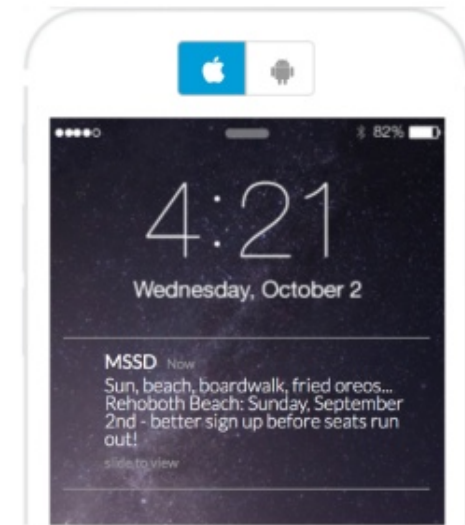 82%
4:21
Wednesday, October 2
MSSD Now
Sun, beach, boardwalk, fried oreos...
Rehoboth Beach: Sunday, September
2nd - better sign up before seats run
out!
slide to view